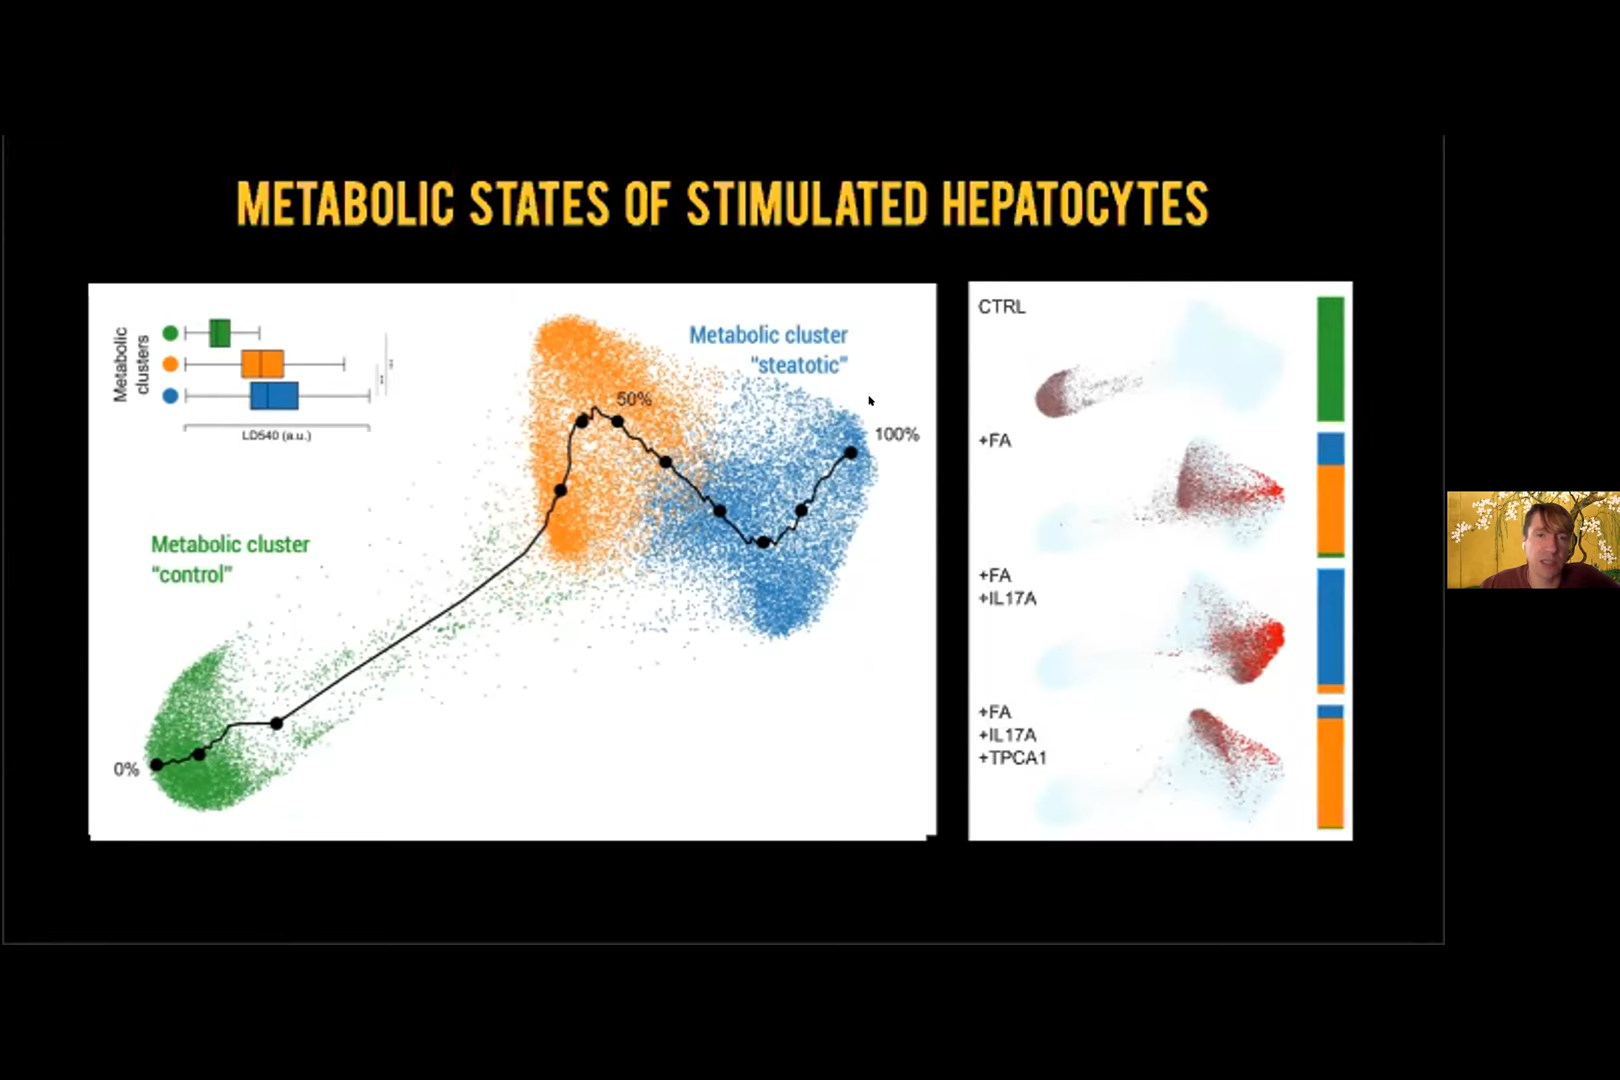 METABOLIC STATES OF STIMULATED HEPATOCYTES
Metabolic
clusters
LD540 (a.u.)
Metabolic cluster
"steatotic"
50%
100%
Metabolic cluster
"control"
0%
CTRL
+FA
+FA
+IL17A
+FA
+IL17A
+TPCA1